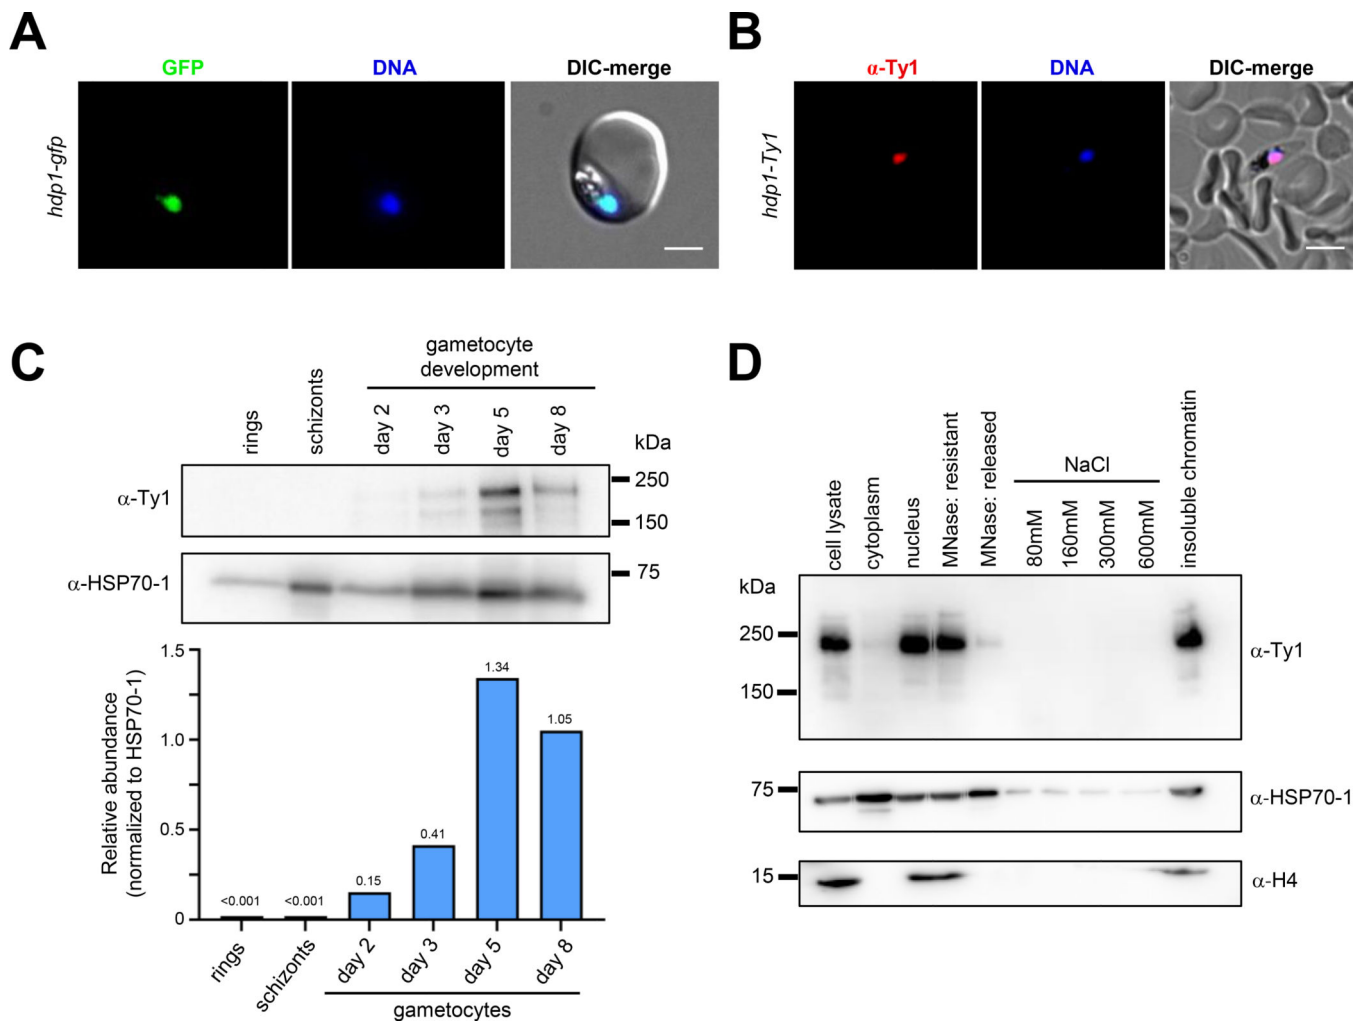 A
GFP
DNA
DIC-merge
hdp1-gfp
B
α-Ty1
DNA
DIC-merge
hdp1-Ty1
C
gametocyte
development
rings
schizonts
day 2
day 3
day 5
day 8
kDa
α-Ty1
250
150
α-HSP70-1
75
Relative abundance
(normalized to HSP70-1)
1.5
1.0
0.5
0
<0.001
<0.001
0.15
0.41
1.34
1.05
rings
schizonts
day 2
day 3
day 5
day 8
gametocytes
D
cell lysate
cytoplasm
nucleus
MNase: resistant
MNase: released
NaCl
80mM
160mM
300mM
600mM
insoluble chromatin
kDa
250
150
α-Ty1
75
α-HSP70-1
15
α-H4